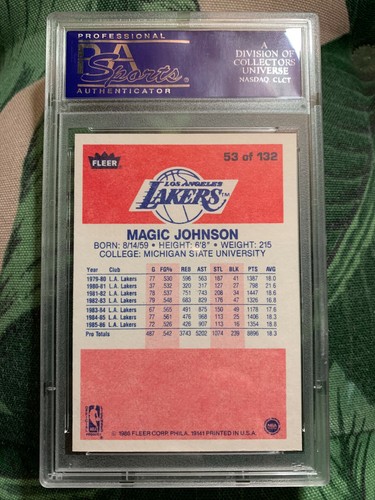 PROFESSIONAL
PSA
Sports
AUTHENTICATOR
A
DIVISION OF
COLLECTORS
UNIVERSE
NASDAQ CLCT
FLEER
53 of 132
LOS ANGELES
LAKERS
MAGIC JOHNSON
BORN: 8/14/59 • HEIGHT: 6'8" • WEIGHT: 215
COLLEGE: MICHIGAN STATE UNIVERSITY
Year Club G FG% REB AST STL BLK PTS AVG
1979-80 L.A. Lakers 77 .530 596 563 187 41 1387 18.0
1980-81 L.A. Lakers 37 .532 320 317 127 27 798 21.6
1981-82 L.A. Lakers 78 .537 751 743 208 34 1447 18.6
1982-83 L.A. Lakers 79 .548 683 829 176 47 1326 16.8
1983-84 L.A. Lakers 67 .565 491 875 150 49 1178 17.6
1984-85 L.A. Lakers 77 .561 476 968 113 25 1406 18.3
1985-86 L.A. Lakers 72 .526 426 907 113 16 1354 18.8
Pro Totals 487 .542 3743 5202 1074 239 8896 18.3
NBA
© 1986 FLEER CORP. PHILA. 19141 PRINTED IN U.S.A.